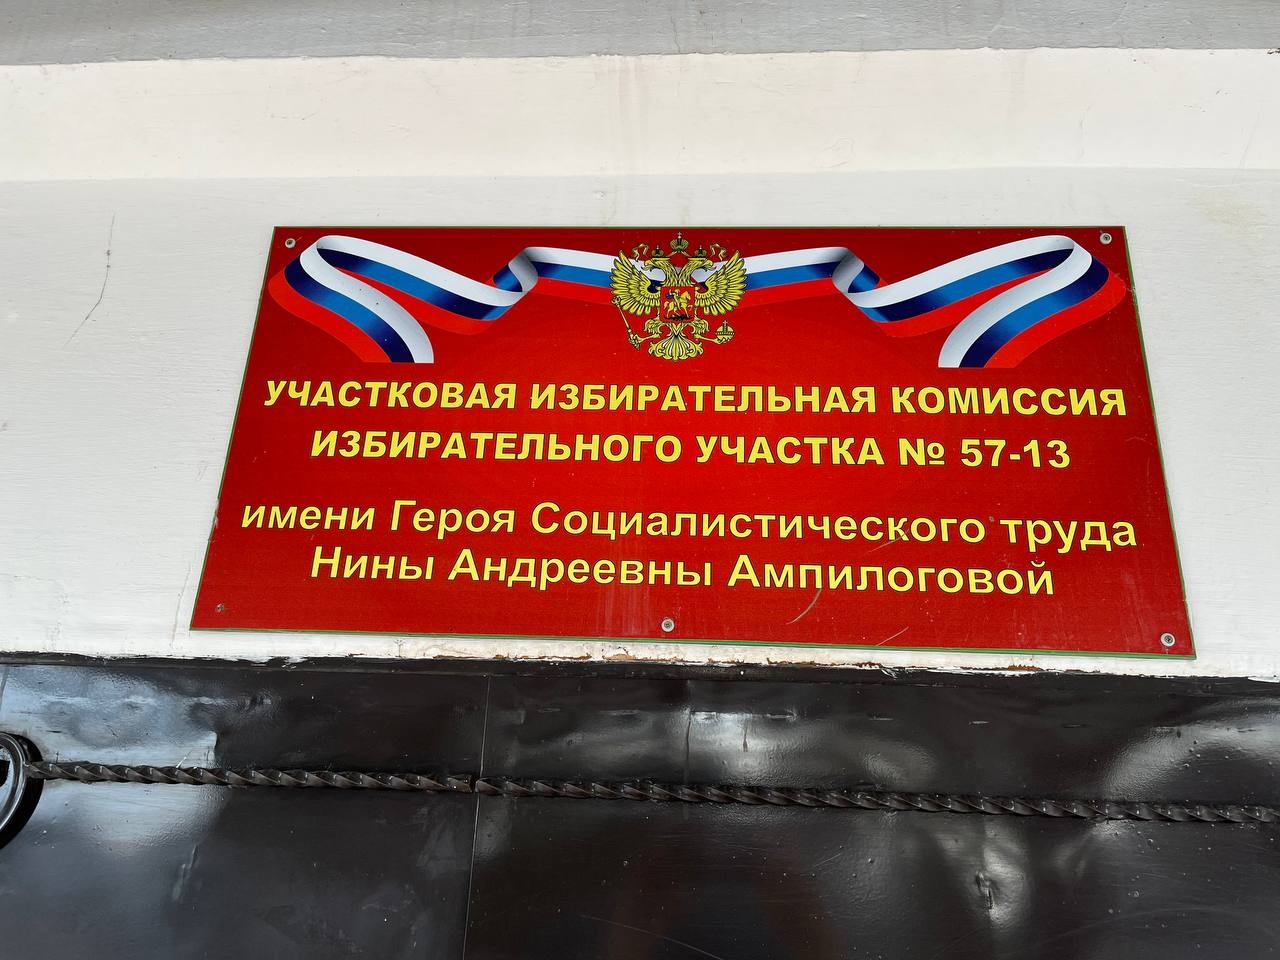 УЧАСТКОВАЯ ИЗБИРАТЕЛЬНАЯ КОМИССИЯ
ИЗБИРАТЕЛЬНОГО УЧАСТКА № 57-13
имени Героя Социалистического труда
Нины Андреевны Ампилоговой